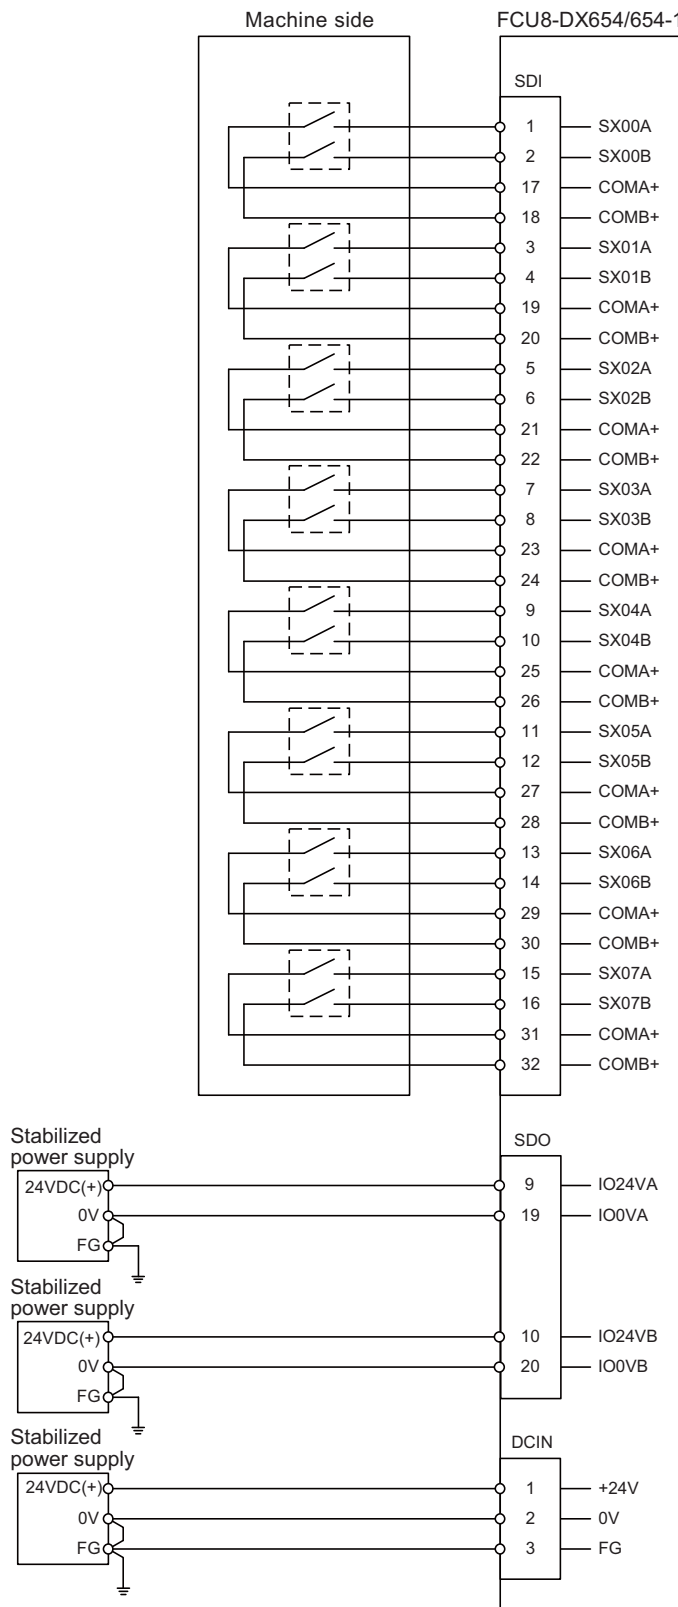 Machine side
FCU8-DX654/654-1
SDI
1 SX00A
2 SX00B
17 COMA+
18 COMB+
3 SX01A
4 SX01B
19 COMA+
20 COMB+
5 SX02A
6 SX02B
21 COMA+
22 COMB+
7 SX03A
8 SX03B
23 COMA+
24 COMB+
9 SX04A
10 SX04B
25 COMA+
26 COMB+
11 SX05A
12 SX05B
27 COMA+
28 COMB+
13 SX06A
14 SX06B
29 COMA+
30 COMB+
15 SX07A
16 SX07B
31 COMA+
32 COMB+
Stabilized
power supply
SDO
24VDC(+) 9 IO24VA
0V 19 IO0VA
FG
Stabilized
power supply
24VDC(+) 10 IO24VB
0V 20 IO0VB
FG
Stabilized
power supply
DCIN
24VDC(+) 1 +24V
0V 2 0V
FG 3 FG